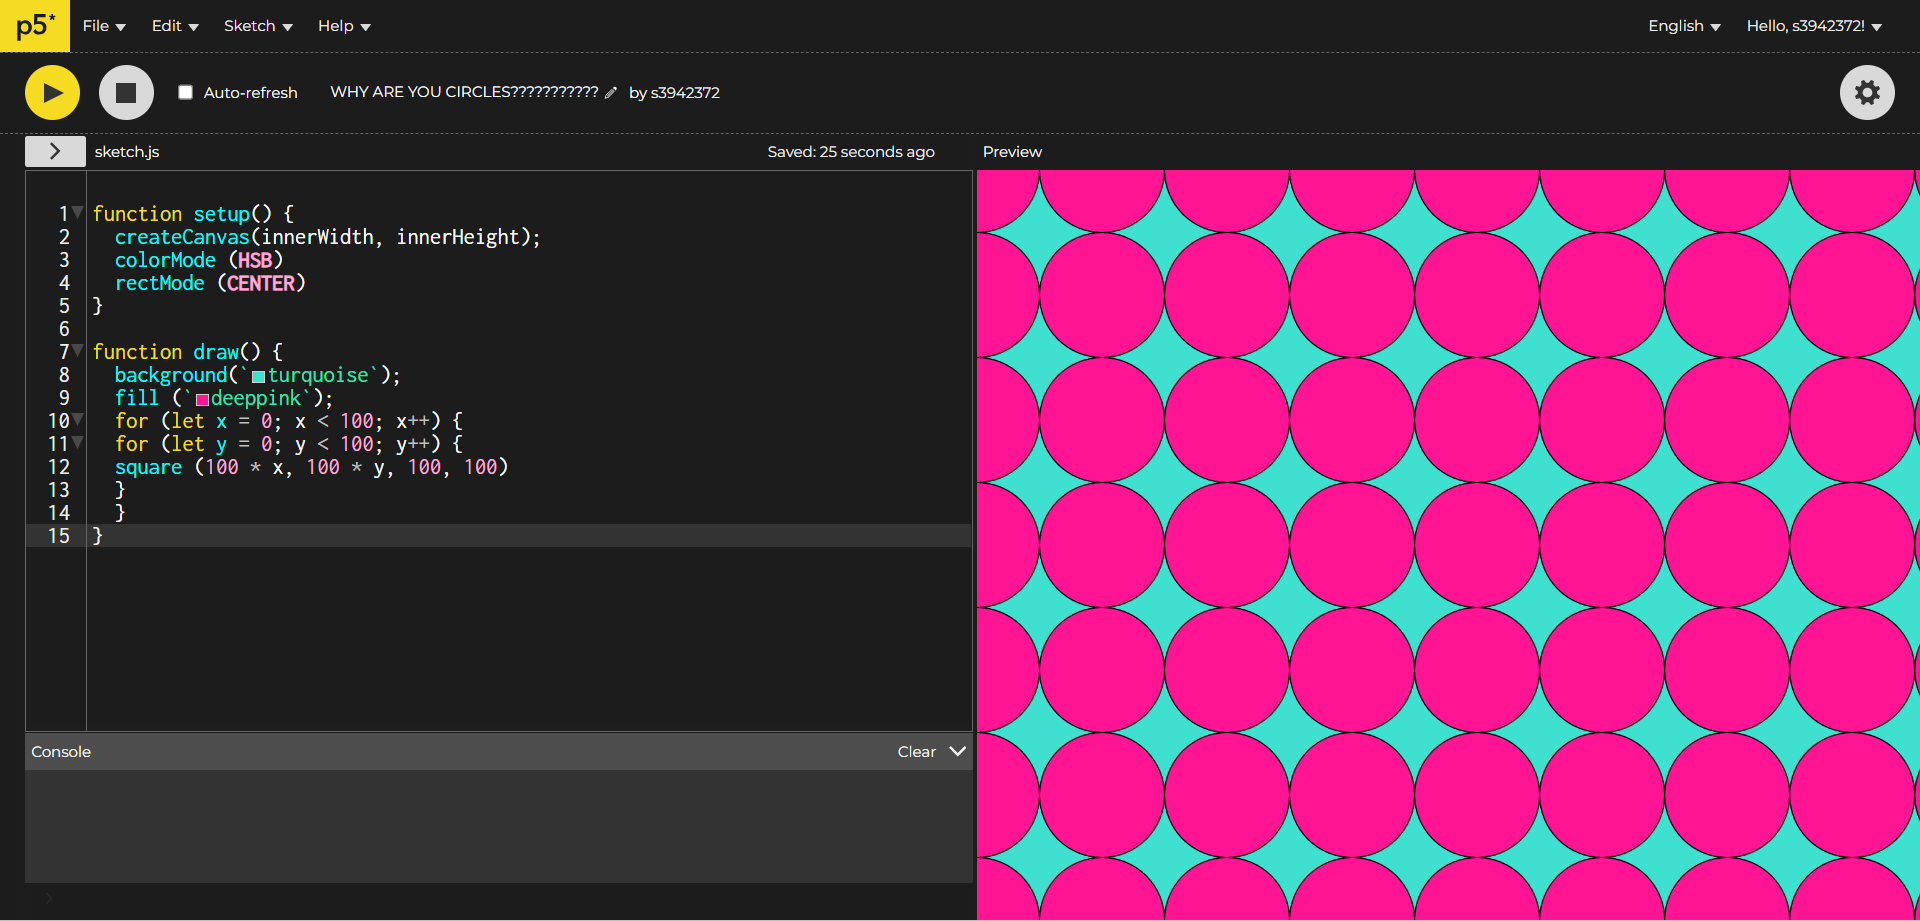 p5* File Edit Sketch Help English Hello, s3942372!
Auto-refresh WHY ARE YOU CIRCLES??????????? by s3942372
sketch.js Saved: 25 seconds ago Preview
1 function setup() {
2 createCanvas(innerWidth, innerHeight);
3 colorMode (HSB)
4 rectMode (CENTER)
5 }
6
7 function draw() {
8 background(`turquoise`);
9 fill (`deeppink`);
10 for (let x = 0; x < 100; x++) {
11 for (let y = 0; y < 100; y++) {
12 square (100 * x, 100 * y, 100, 100)
13 }
14 }
15 }
Console Clear